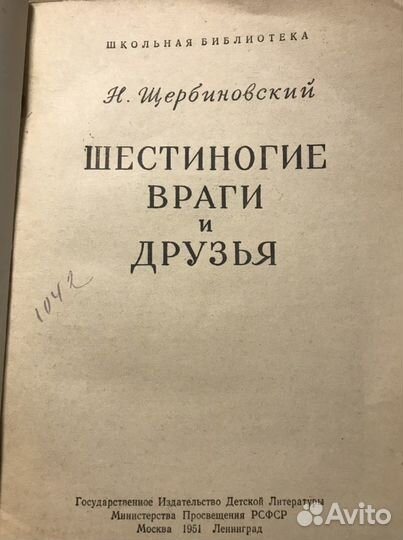 ШКОЛЬНАЯ БИБЛИОТЕКА
Н. Щербиновский
ШЕСТИНОГИЕ
ВРАГИ
и
ДРУЗЬЯ
1042
Государственное Издательство Детской Литературы
Министерства Просвещения РСФСР
Москва 1951 Ленинград
Avito